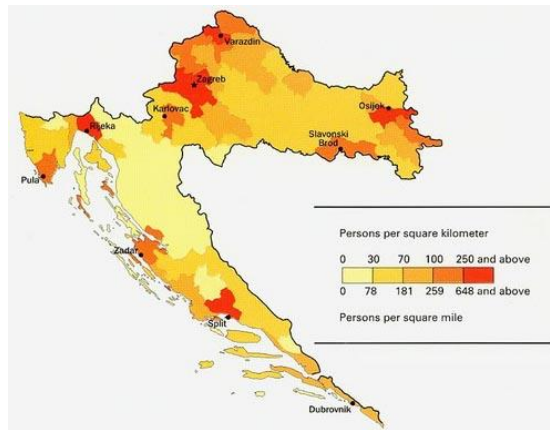 Varazdin
Zagreb
Karlovac
Osijek
Rijeka
Slavonski
Brod
Pula
Zadar
Split
Dubrovnik
Persons per square kilometer
0 30 70 100 250 and above
0 78 181 259 648 and above
Persons per square mile